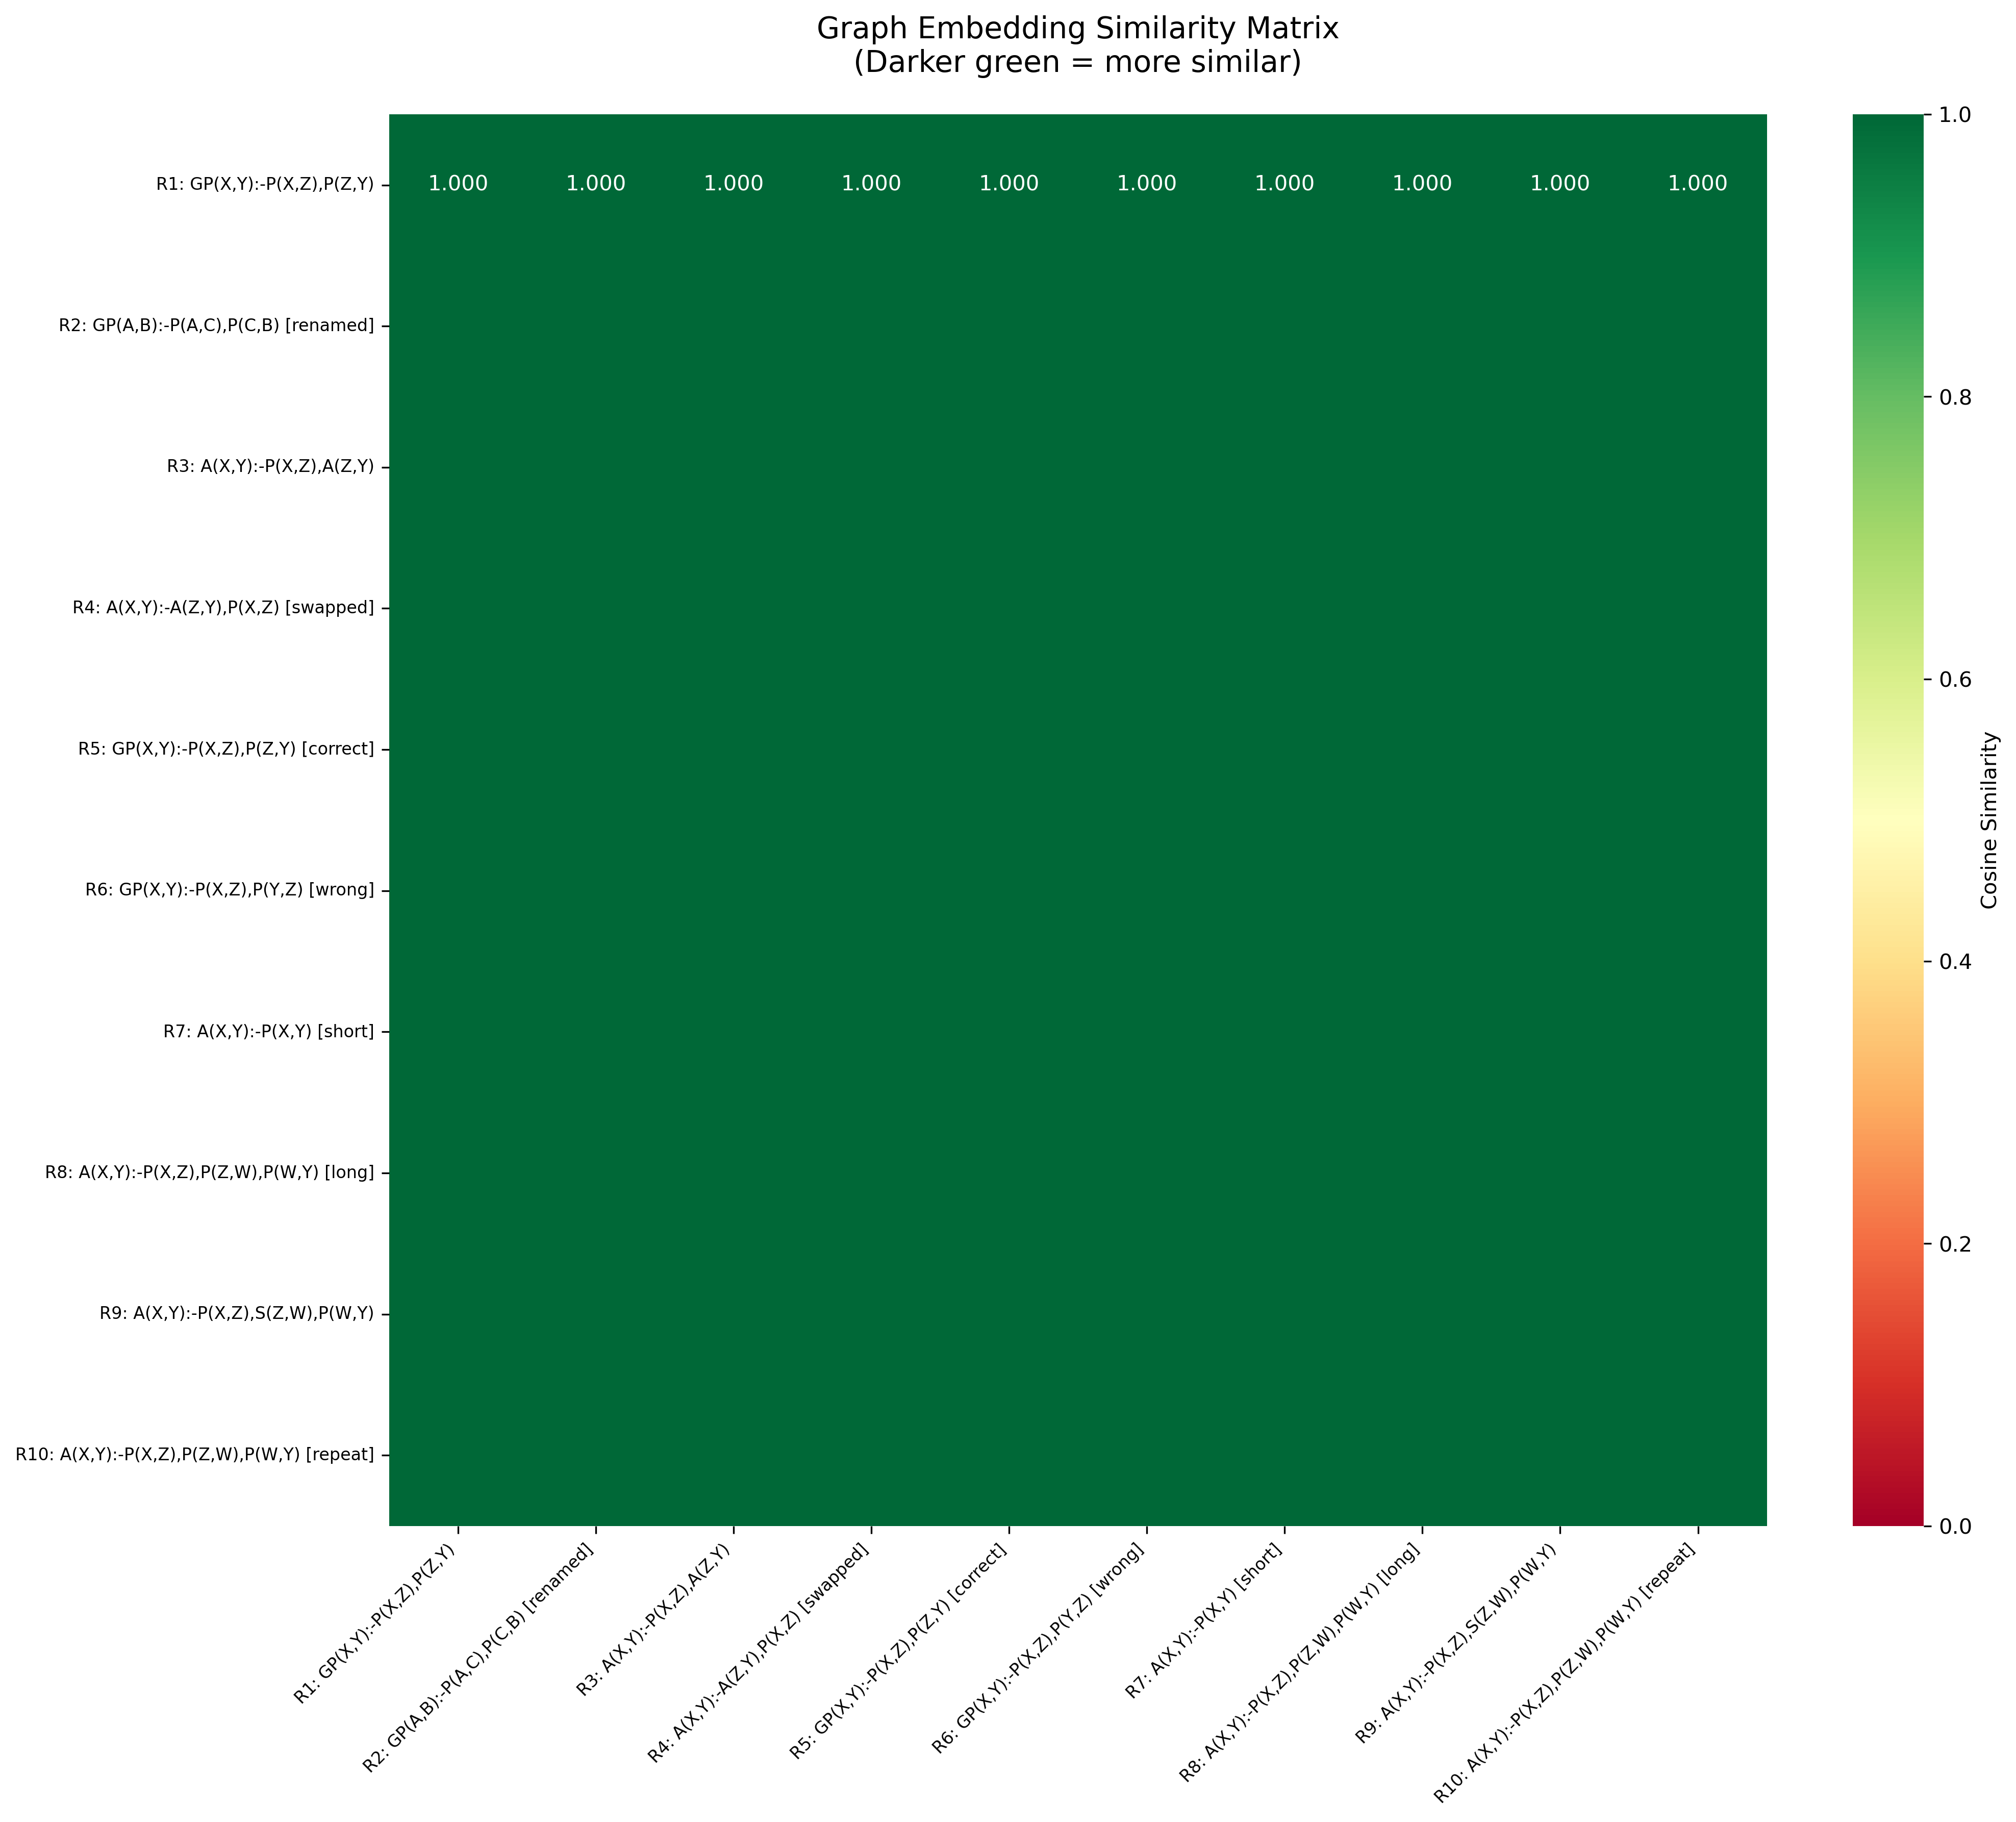 Graph Embedding Similarity Matrix
(Darker green = more similar)
R1: GP(X,Y):-P(X,Z),P(Z,Y)
1.000 1.000 1.000 1.000 1.000 1.000 1.000 1.000 1.000 1.000
R2: GP(A,B):-P(A,C),P(C,B) [renamed]
R3: A(X,Y):-P(X,Z),A(Z,Y)
R4: A(X,Y):-A(Z,Y),P(X,Z) [swapped]
R5: GP(X,Y):-P(X,Z),P(Z,Y) [correct]
R6: GP(X,Y):-P(X,Z),P(Y,Z) [wrong]
R7: A(X,Y):-P(X,Y) [short]
R8: A(X,Y):-P(X,Z),P(Z,W),P(W,Y) [long]
R9: A(X,Y):-P(X,Z),S(Z,W),P(W,Y)
R10: A(X,Y):-P(X,Z),P(Z,W),P(W,Y) [repeat]
R1: GP(X,Y):-P(X,Z),P(Z,Y)
R2: GP(A,B):-P(A,C),P(C,B) [renamed]
R3: A(X,Y):-P(X,Z),A(Z,Y)
R4: A(X,Y):-A(Z,Y),P(X,Z) [swapped]
R5: GP(X,Y):-P(X,Z),P(Z,Y) [correct]
R6: GP(X,Y):-P(X,Z),P(Y,Z) [wrong]
R7: A(X,Y):-P(X,Y) [short]
R8: A(X,Y):-P(X,Z),P(Z,W),P(W,Y) [long]
R9: A(X,Y):-P(X,Z),S(Z,W),P(W,Y)
R10: A(X,Y):-P(X,Z),P(Z,W),P(W,Y) [repeat]
1.0
0.8
0.6
0.4
0.2
0.0
Cosine Similarity